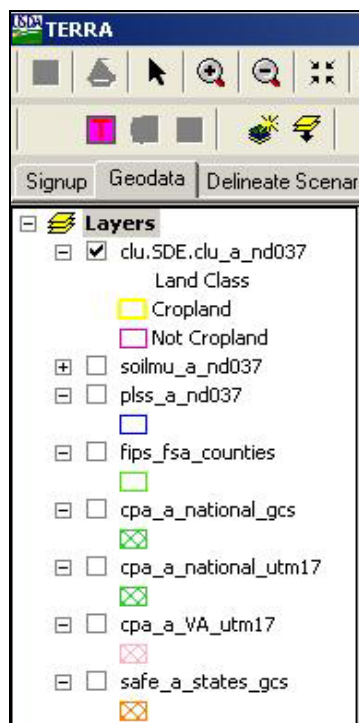 USDA TERRA
T
Signup Geodata Delineate Scenar
Layers
clu.SDE.clu_a_nd037
Land Class
Cropland
Not Cropland
soilmu_a_nd037
plss_a_nd037
fips_fsa_counties
cpa_a_national_gcs
cpa_a_national_utm17
cpa_a_VA_utm17
safe_a_states_gcs